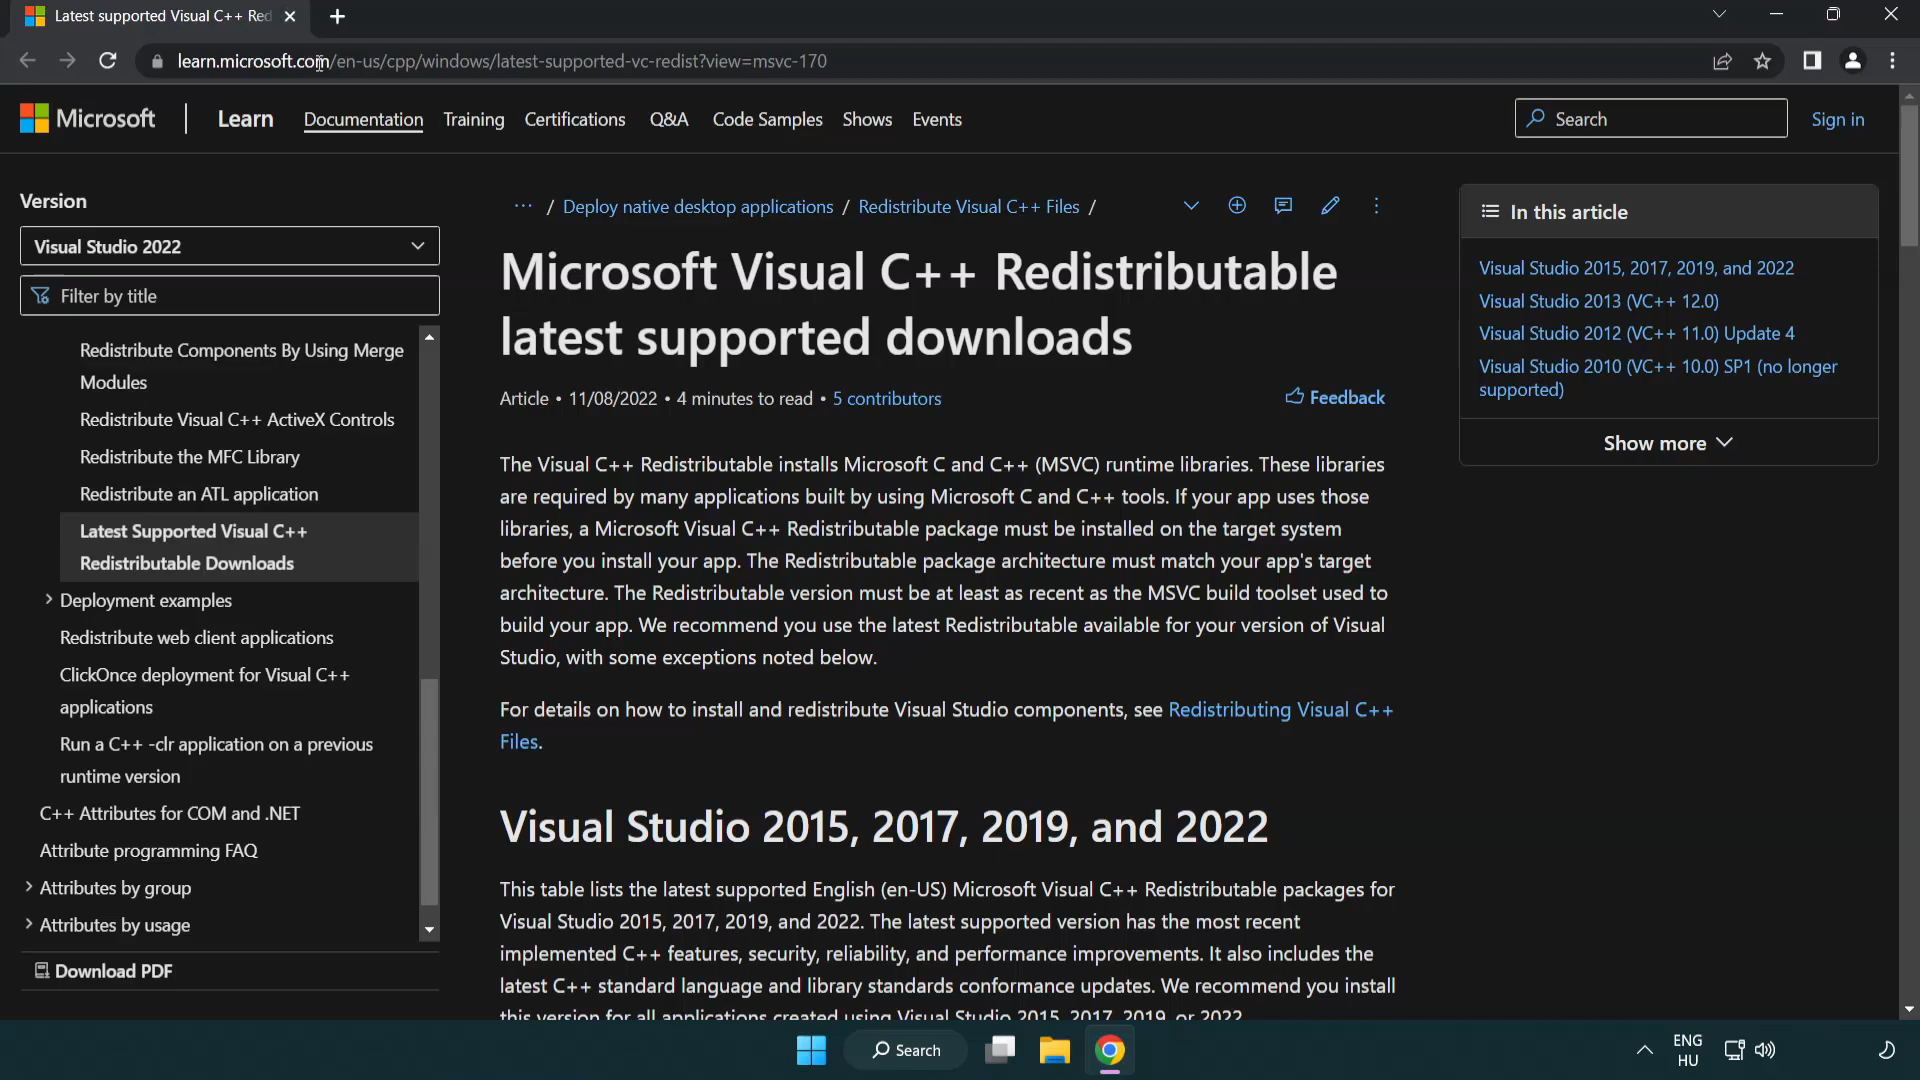 Latest supported Visual C++ Red
learn.microsoft.com/en-us/cpp/windows/latest-supported-vc-redist?view=msvc-170
Microsoft
Learn
Documentation
Training
Certifications
Q&A
Code Samples
Shows
Events
Search
Sign in
Version
Visual Studio 2022
Filter by title
Redistribute Components By Using Merge
Modules
Redistribute Visual C++ ActiveX Controls
Redistribute the MFC Library
Redistribute an ATL application
Latest Supported Visual C++
Redistributable Downloads
Deployment examples
Redistribute web client applications
ClickOnce deployment for Visual C++
applications
Run a C++ -clr application on a previous
runtime version
C++ Attributes for COM and .NET
Attribute programming FAQ
Attributes by group
Attributes by usage
Download PDF
··· / Deploy native desktop applications / Redistribute Visual C++ Files /
Microsoft Visual C++ Redistributable
latest supported downloads
Article • 11/08/2022 • 4 minutes to read • 5 contributors
Feedback
The Visual C++ Redistributable installs Microsoft C and C++ (MSVC) runtime libraries. These libraries
are required by many applications built by using Microsoft C and C++ tools. If your app uses those
libraries, a Microsoft Visual C++ Redistributable package must be installed on the target system
before you install your app. The Redistributable package architecture must match your app's target
architecture. The Redistributable version must be at least as recent as the MSVC build toolset used to
build your app. We recommend you use the latest Redistributable available for your version of Visual
Studio, with some exceptions noted below.
For details on how to install and redistribute Visual Studio components, see Redistributing Visual C++
Files.
Visual Studio 2015, 2017, 2019, and 2022
This table lists the latest supported English (en-US) Microsoft Visual C++ Redistributable packages for
Visual Studio 2015, 2017, 2019, and 2022. The latest supported version has the most recent
implemented C++ features, security, reliability, and performance improvements. It also includes the
latest C++ standard language and library standards conformance updates. We recommend you install
this version for all applications created using Visual Studio 2015, 2017, 2019, or 2022.
In this article
Visual Studio 2015, 2017, 2019, and 2022
Visual Studio 2013 (VC++ 12.0)
Visual Studio 2012 (VC++ 11.0) Update 4
Visual Studio 2010 (VC++ 10.0) SP1 (no longer
supported)
Show more
Search
ENG
HU